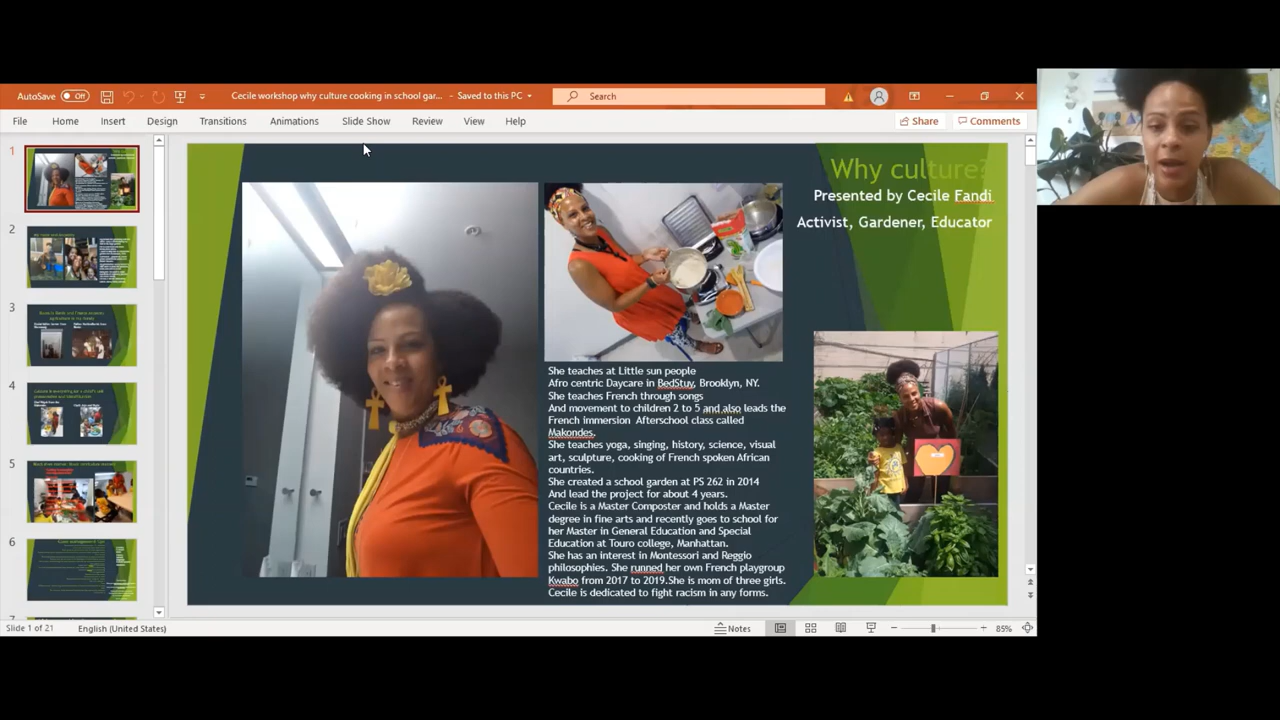 AutoSave Off
Cecile workshop why culture cooking in school gar... - Saved to this PC
Search
File Home Insert Design Transitions Animations Slide Show Review View Help
Share Comments
1
2
3
4
5
6
7
Why culture?
Presented by Cecile Eandi
Activist, Gardener, Educator
She teaches at Little sun people
Afro centric Daycare in BedStuy, Brooklyn, NY.
She teaches French through songs
And movement to children 2 to 5 and also leads the
French immersion Afterschool class called
Makondes.
She teaches yoga, singing, history, science, visual
art, sculpture, cooking of French spoken African
countries.
She created a school garden at PS 262 in 2014
And lead the project for about 4 years.
Cecile is a Master Composter and holds a Master
degree in fine arts and recently goes to school for
her Master in General Education and Special
Education at Touro college, Manhattan.
She has an interest in Montessori and Reggio
philosophies. She runned her own French playgroup
Kwabo from 2017 to 2019.She is mom of three girls.
Cecile is dedicated to fight racism in any forms.
Slide 1 of 21 English (United States)
Notes
85%